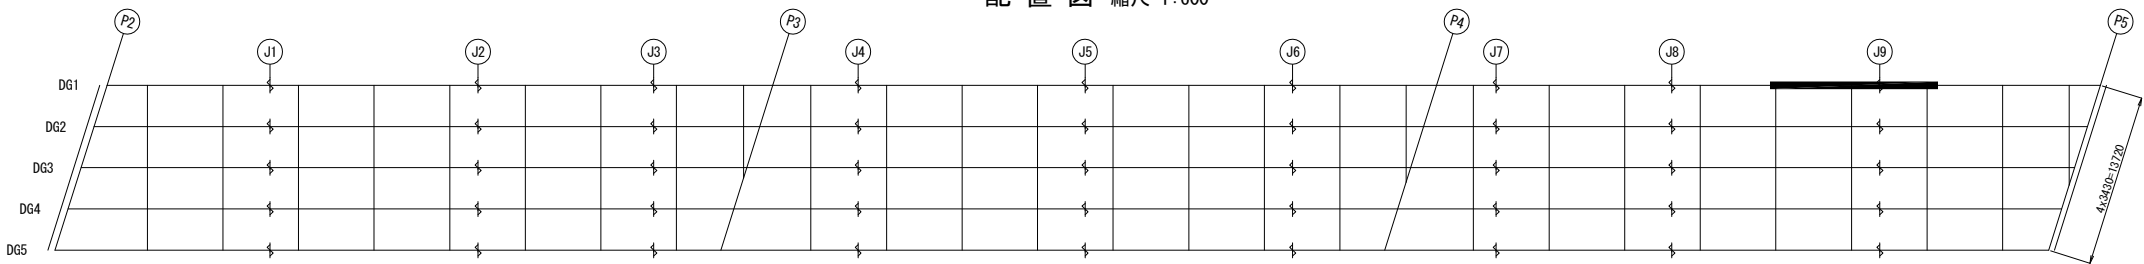 配 置 図 縮尺 1:600
P2 P3 P4 P5
J1 J2 J3 J4 J5 J6 J7 J8 J9
DG1
DG2
DG3
DG4
DG5
4x3430=13720